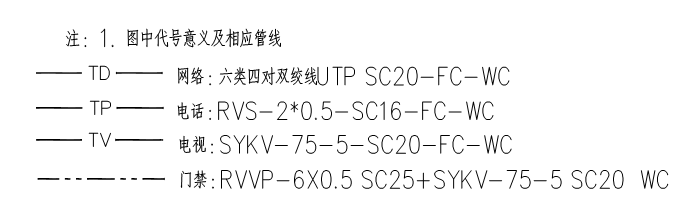 注: 1. 图中代号意义及相应管线
TD 网络: 六类四对双绞线UTP SC20-FC-WC
TP 电话:RVS-2*0.5-SC16-FC-WC
TV 电视:SYKV-75-5-SC20-FC-WC
门禁:RVVP-6X0.5 SC25+SYKV-75-5 SC20 WC